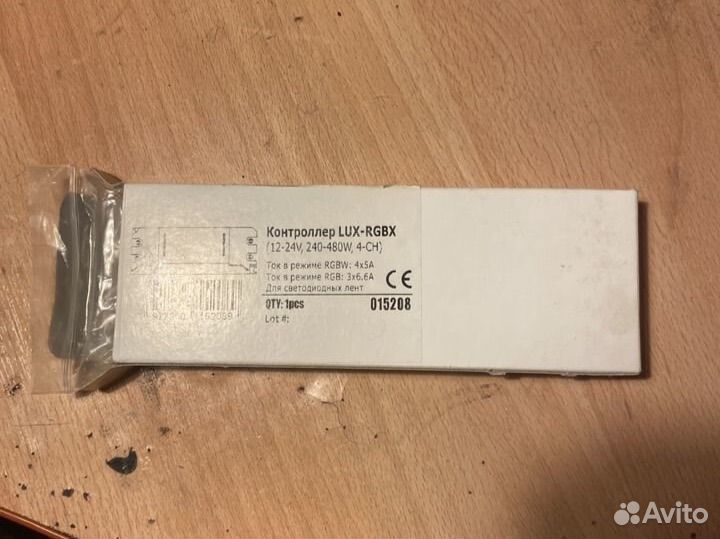 Контроллер LUX-RGBX
(12-24V, 240-480W, 4-CH)
Ток в режиме RGBW: 4x5A
Ток в режиме RGB: 3x6,6A
Для светодиодных лент
CE
QTY: 1pcs
015208
Lot #:
Avito